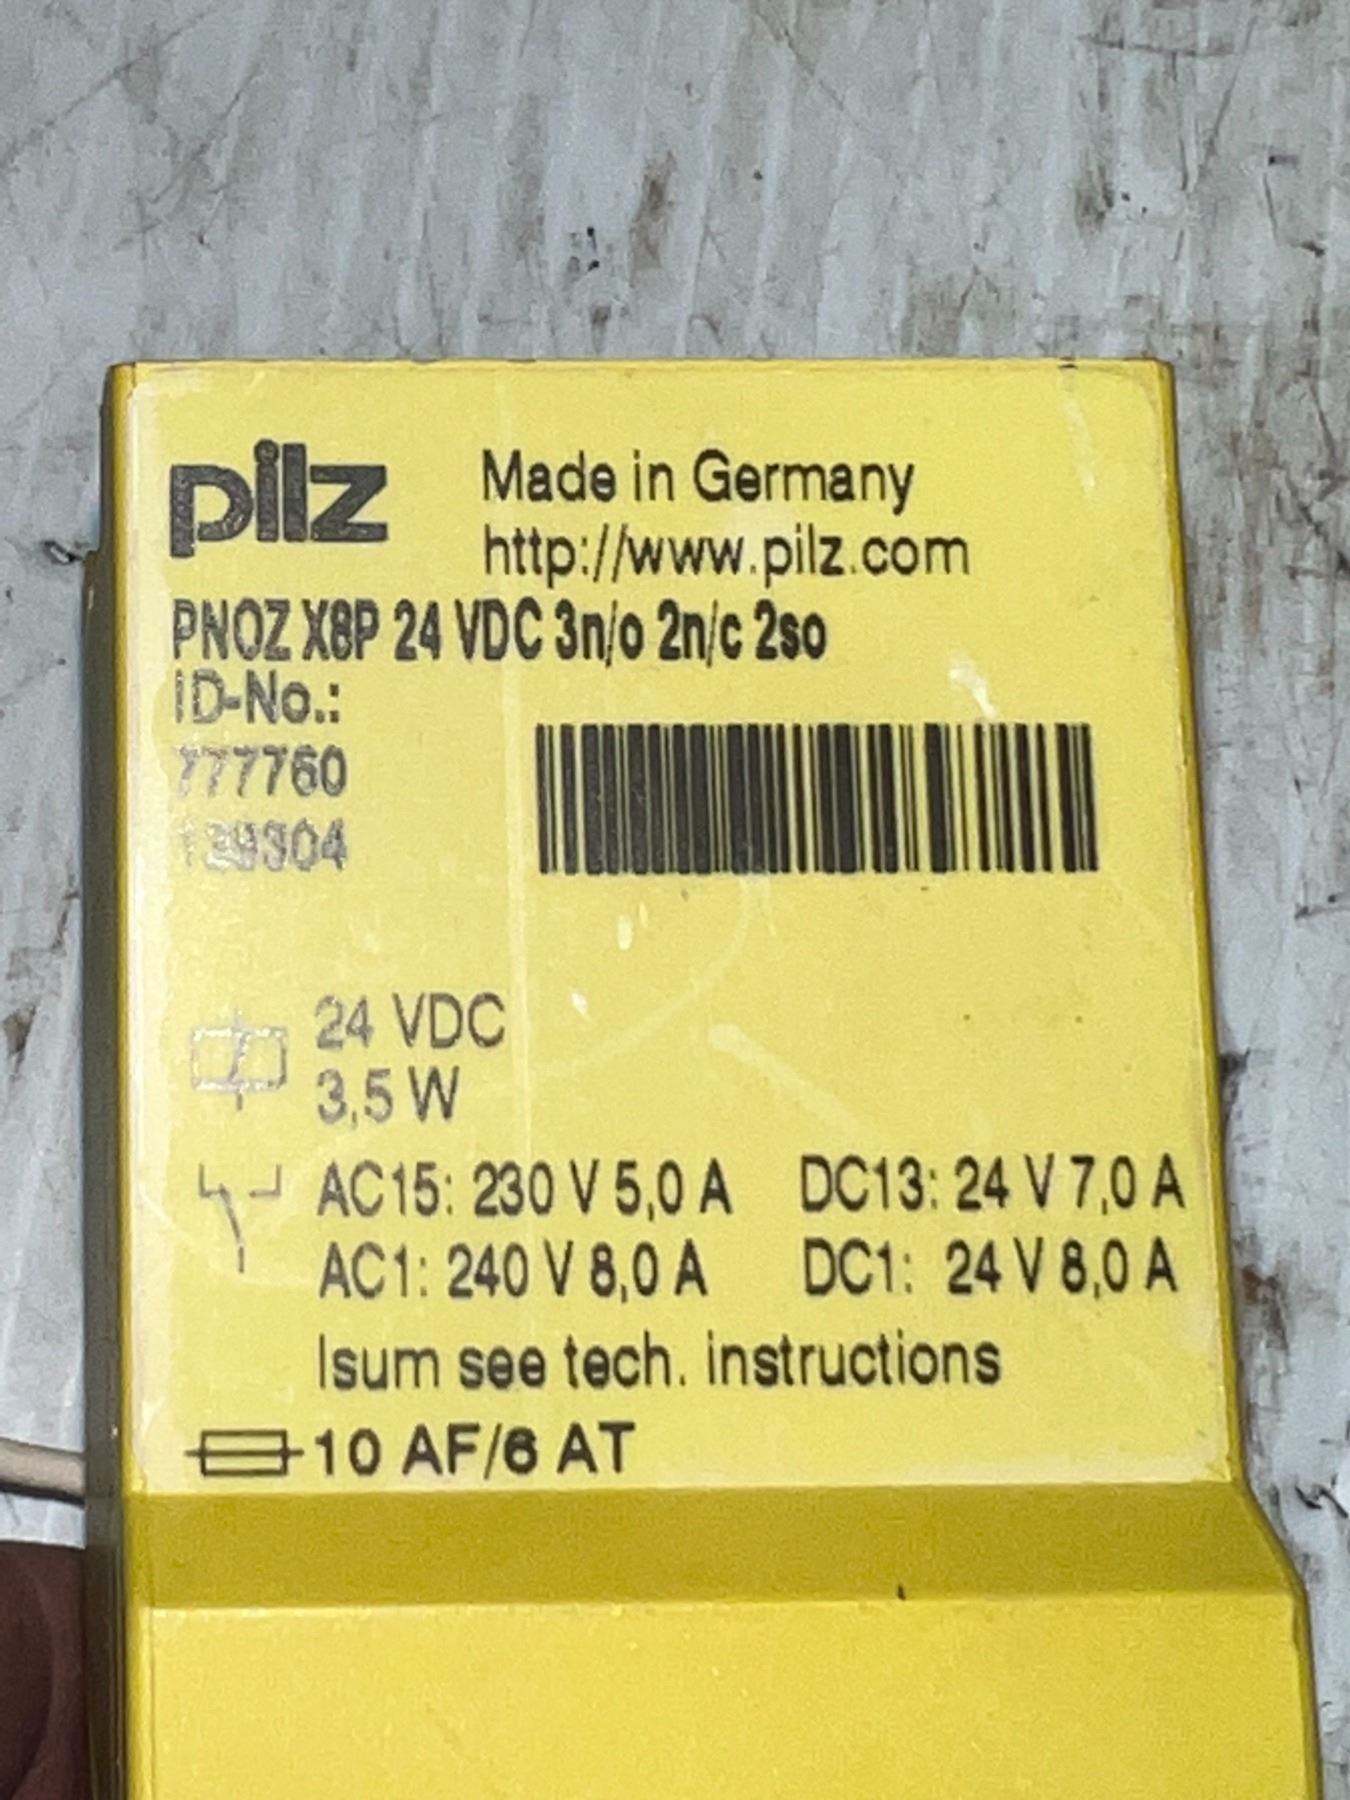 pilz
Made in Germany
http://www.pilz.com
PNOZ X8P 24 VDC 3n/o 2n/c 2so
ID-No.:
777760
24 VDC
3,5 W
AC15: 230 V 5,0 A DC13: 24 V 7,0 A
AC1: 240 V 8,0 A DC1: 24 V 8,0 A
Isum see tech. instructions
10 AF/6 AT